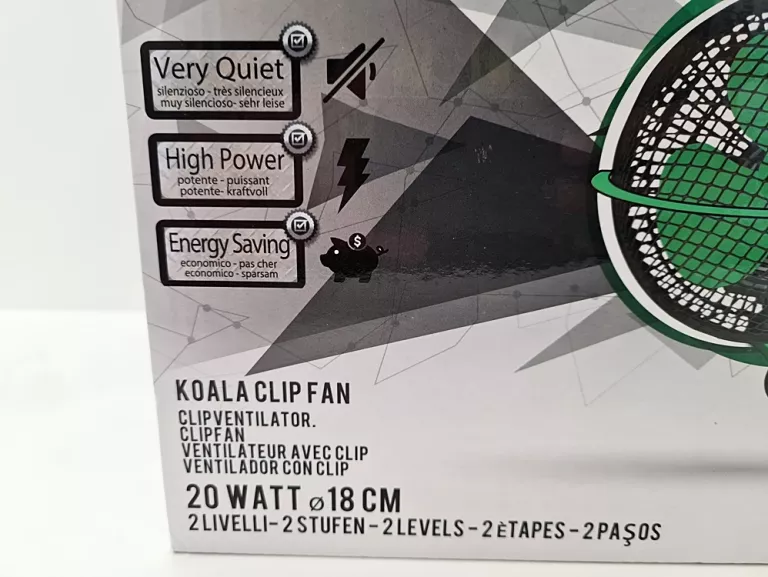 Very Quiet
silenzioso - très silencieux
muy silencioso- sehr leise
High Power
potente - puissant
potente- kraftvoll
Energy Saving
economico - pas cher
economico - sparsam
$
KOALA CLIP FAN
CLIPVENTILATOR.
CLIPFAN
VENTILATEUR AVEC CLIP
VENTILADOR CON CLIP
20 WATT ⌀18 CM
2 LIVELLI - 2 STUFEN - 2 LEVELS - 2 ÈTAPES - 2 PAŞOS